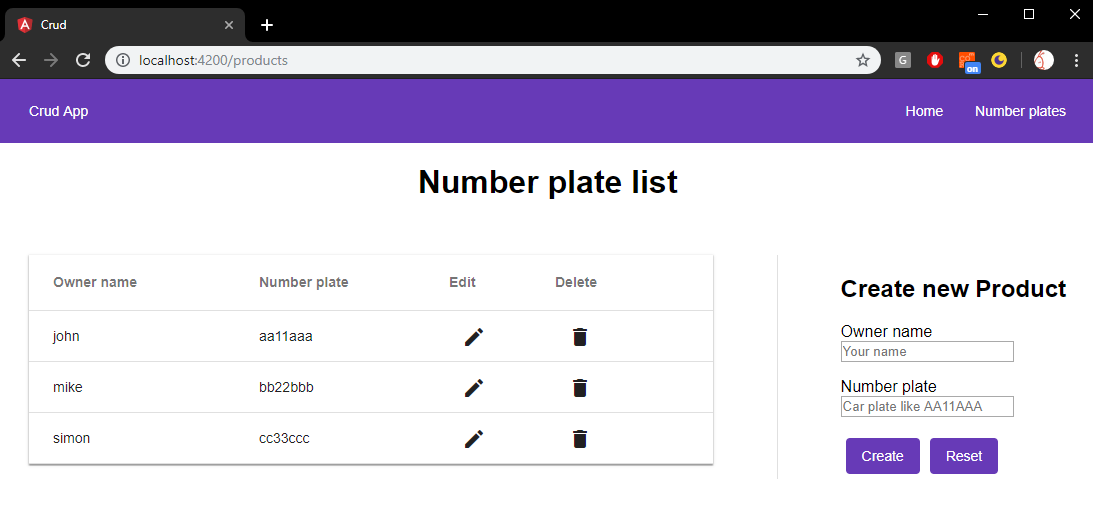 Crud
localhost:4200/products
G
on
Crud App Home Number plates
Number plate list
Owner name Number plate Edit Delete
john aa11aaa
mike bb22bbb
simon cc33ccc
Create new Product
Owner name
Your name
Number plate
Car plate like AA11AAA
Create Reset